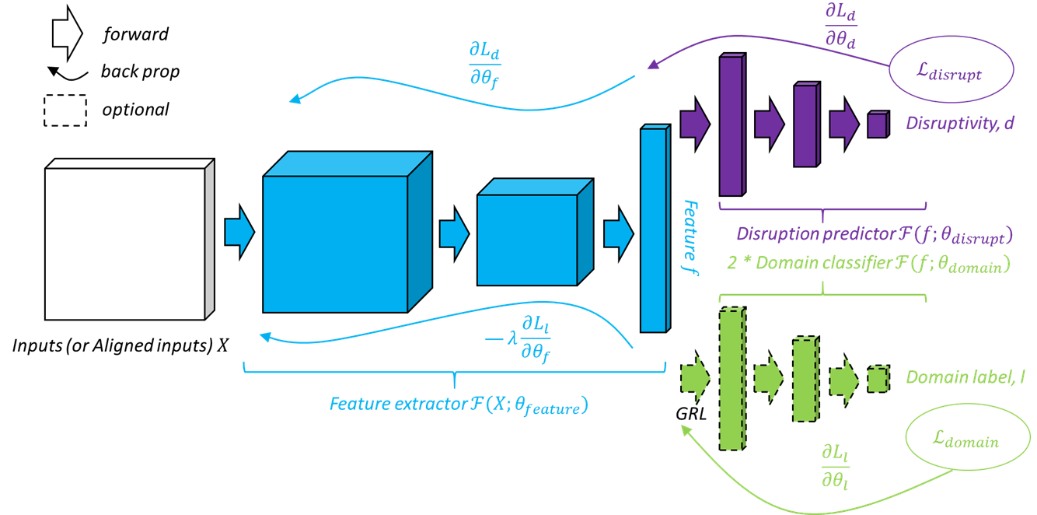 forward
back prop
optional
∂L_d/∂θ_f
∂L_d/∂θ_d
ℒ_disrupt
Disruptivity, d
Feature f
Disruption predictor ℱ(f; θ_disrupt)
2 * Domain classifier ℱ(f; θ_domain)
Inputs (or Aligned inputs) X
−λ ∂L_l/∂θ_f
Feature extractor ℱ(X; θ_feature)
GRL
Domain label, l
ℒ_domain
∂L_l/∂θ_l